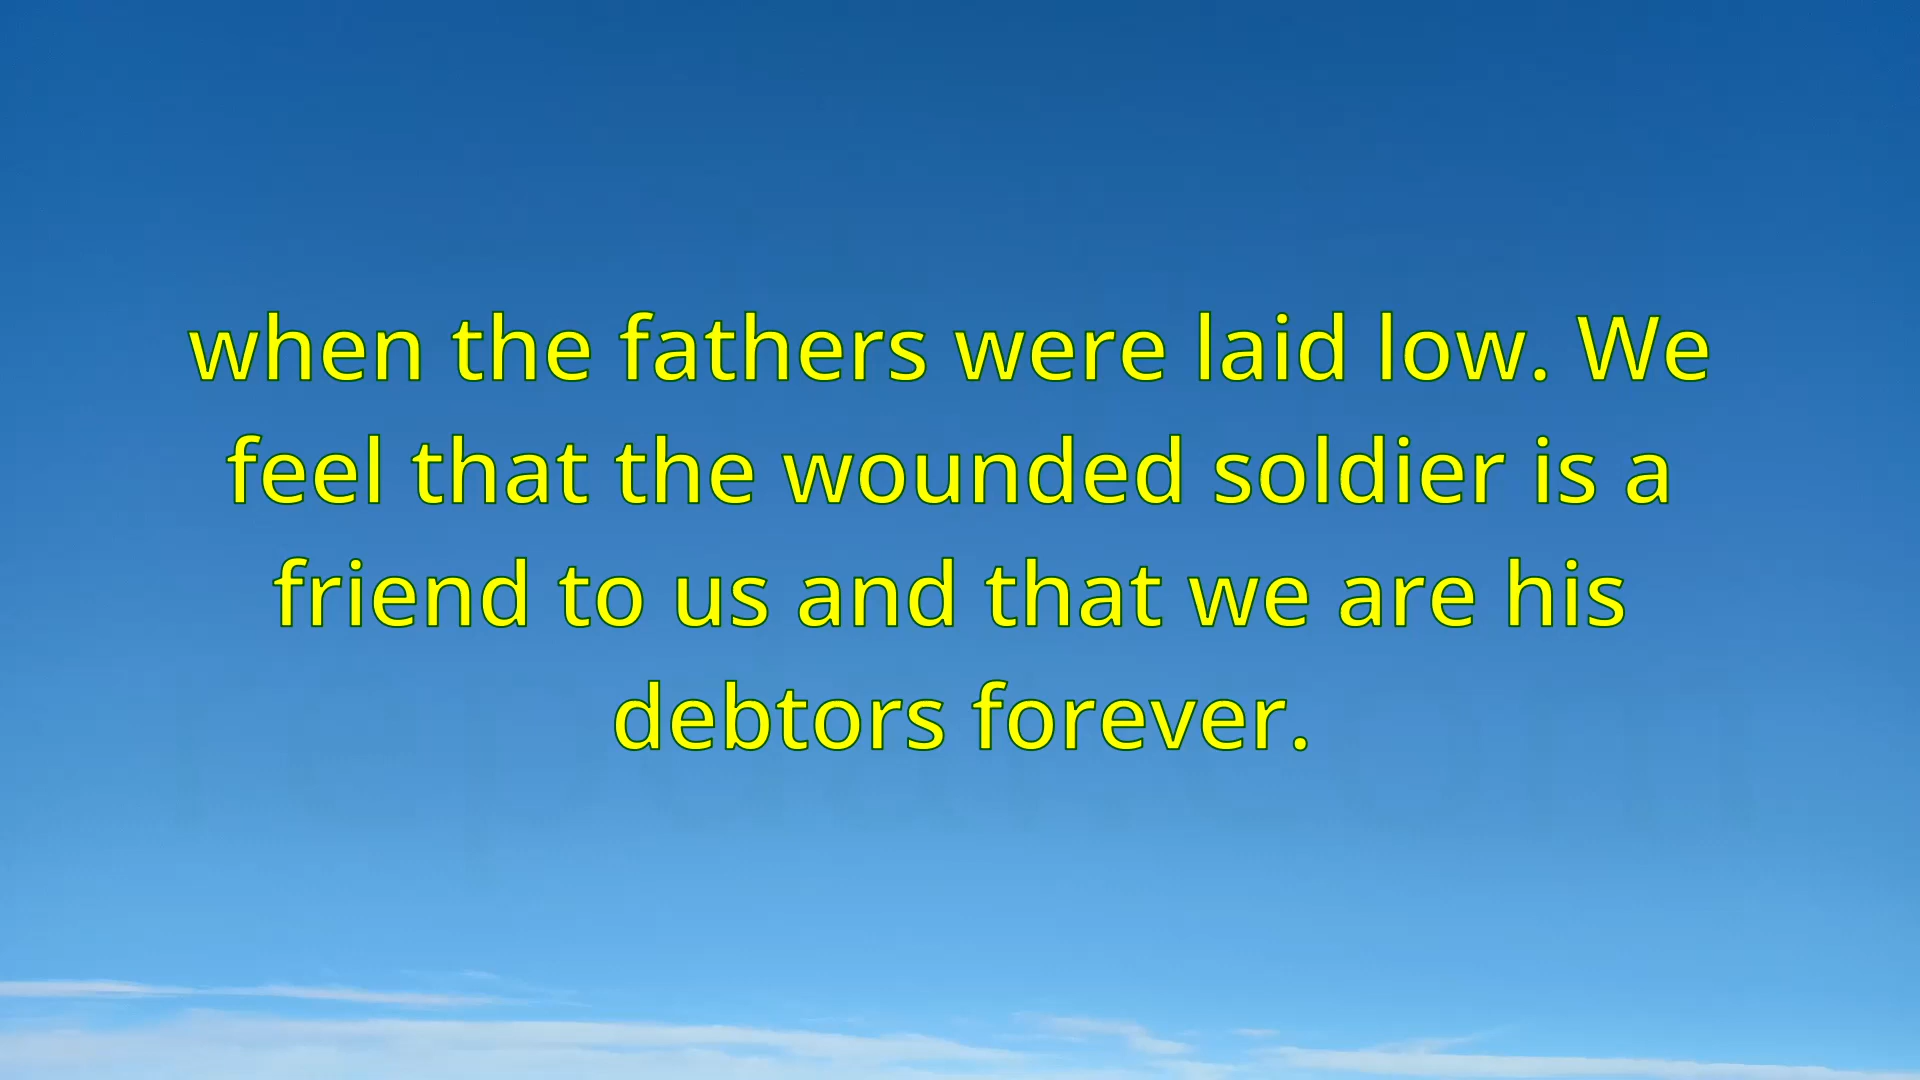 when the fathers were laid low. We
feel that the wounded soldier is a
friend to us and that we are his
debtors forever.